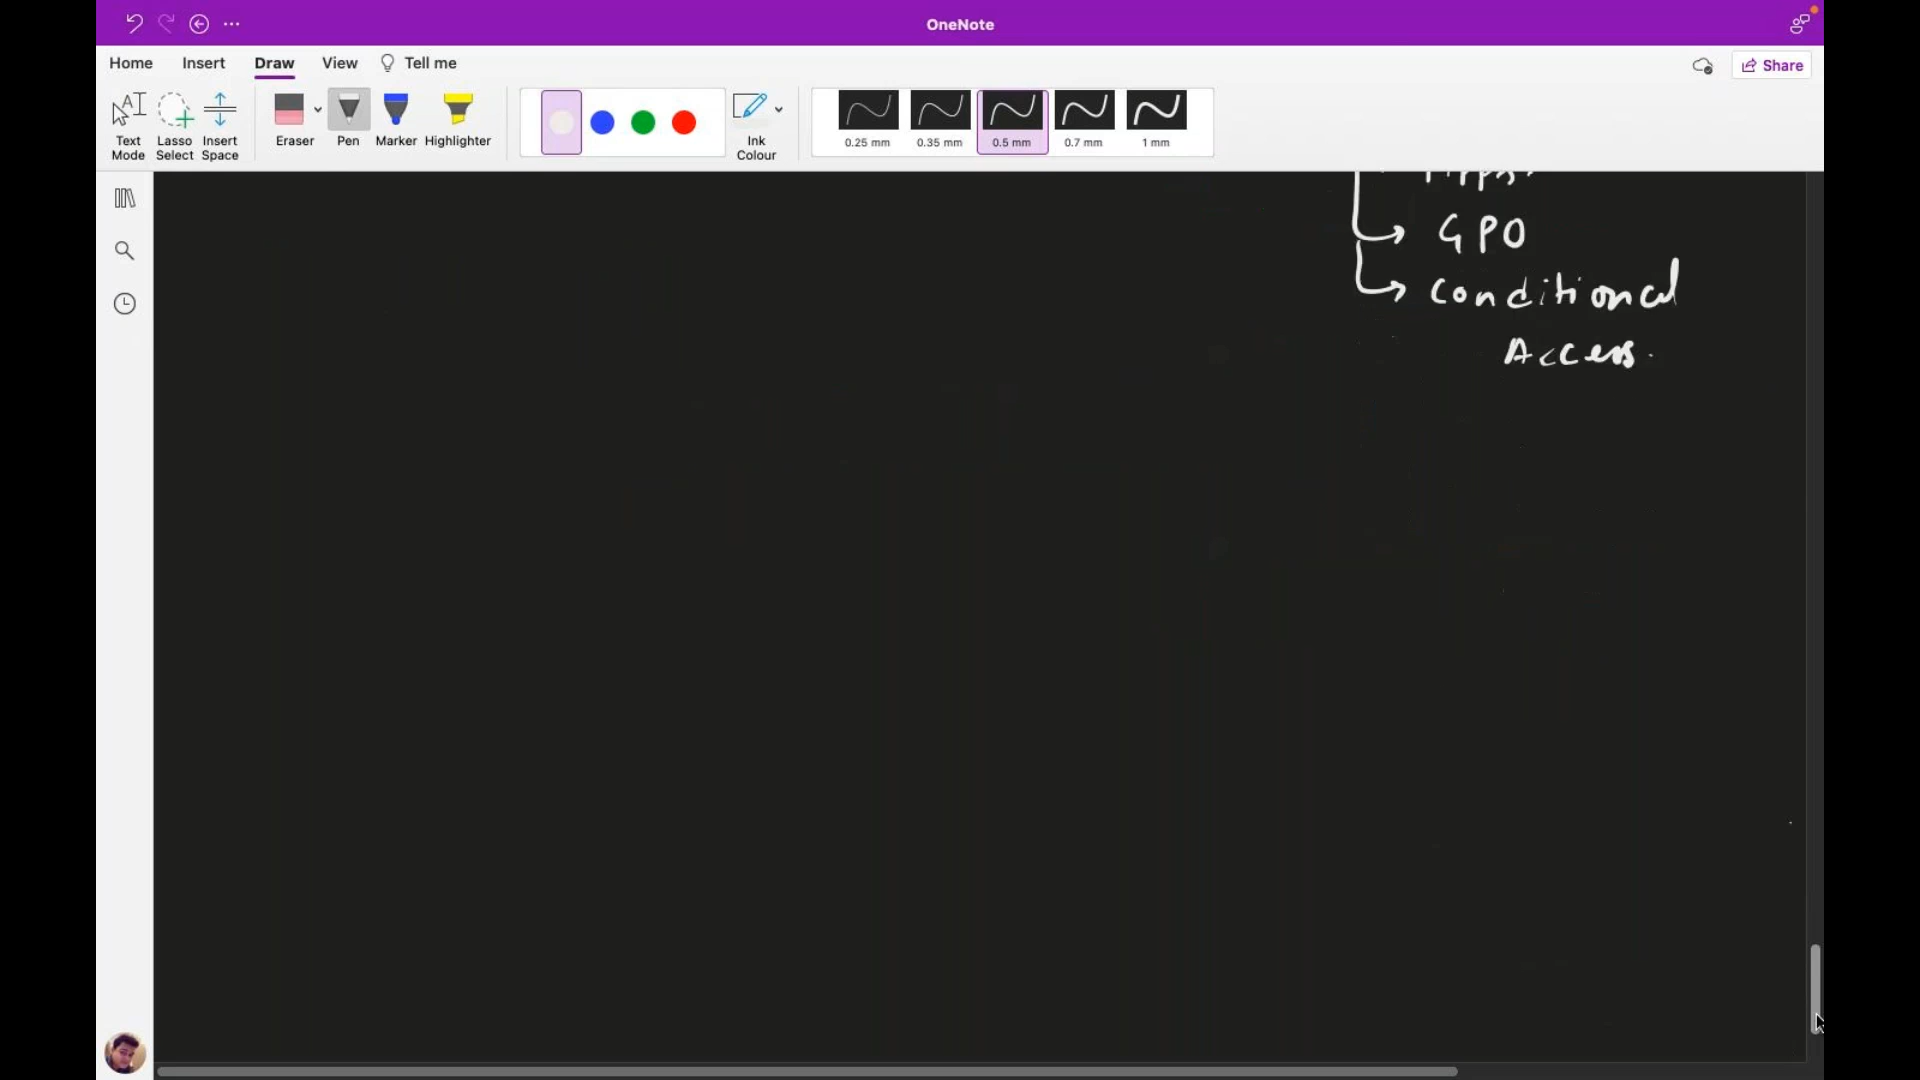 OneNote
Home Insert Draw View Tell me
Share
Text Mode
Lasso Select
Insert Space
Eraser
Pen
Marker
Highlighter
Ink Colour
0.25 mm
0.35 mm
0.5 mm
0.7 mm
1 mm
GPO
Conditional
Access.